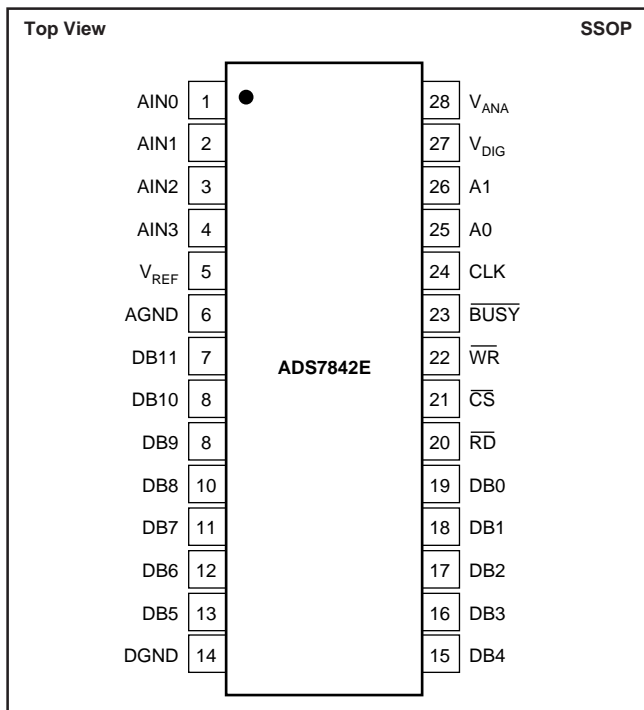 Top View SSOP
AIN0 1 28 VANA
AIN1 2 27 VDIG
AIN2 3 26 A1
AIN3 4 25 A0
VREF 5 24 CLK
AGND 6 23 BUSY
DB11 7 22 WR
ADS7842E
DB10 8 21 CS
DB9 8 20 RD
DB8 10 19 DB0
DB7 11 18 DB1
DB6 12 17 DB2
DB5 13 16 DB3
DGND 14 15 DB4